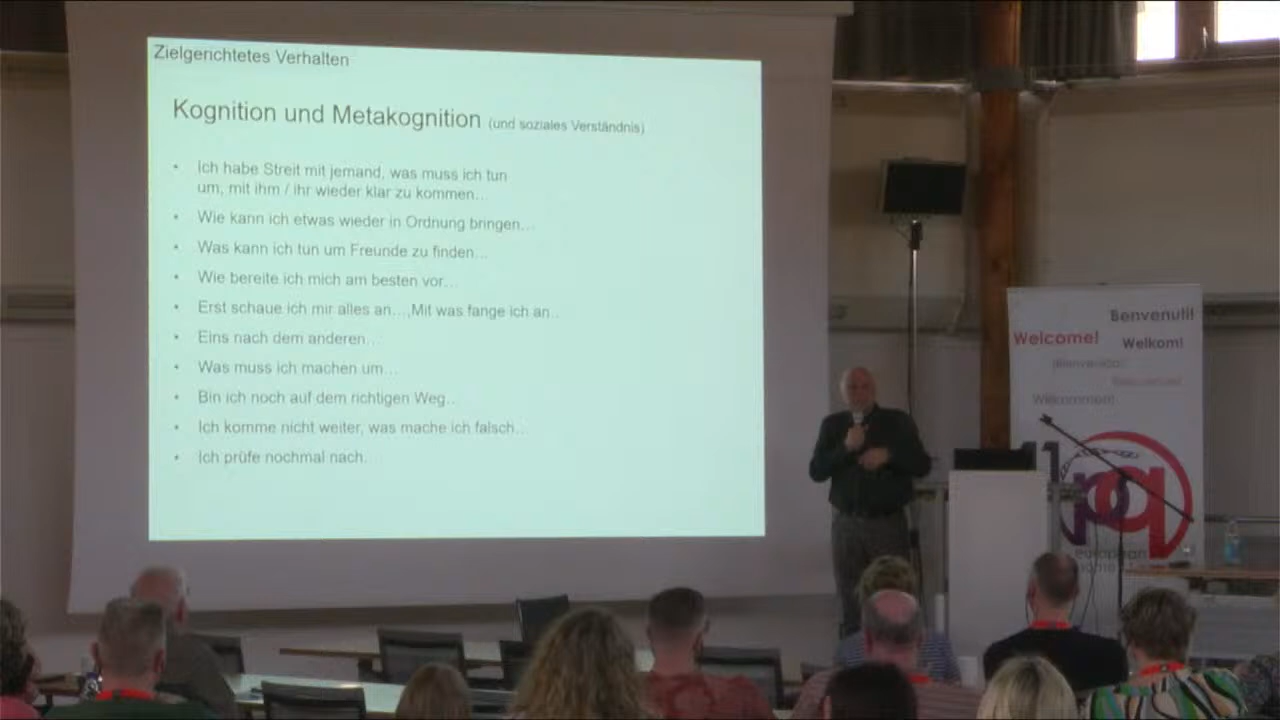 Zielgerichtetes Verhalten
Kognition und Metakognition (und soziales Verständnis)
• Ich habe Streit mit jemand, was muss ich tun
um, mit ihm / ihr wieder klar zu kommen…
• Wie kann ich etwas wieder in Ordnung bringen…
• Was kann ich tun um Freunde zu finden…
• Wie bereite ich mich am besten vor…
• Erst schaue ich mir alles an…,Mit was fange ich an..
• Eins nach dem anderen…
• Was muss ich machen um…
• Bin ich noch auf dem richtigen Weg..
• Ich komme nicht weiter, was mache ich falsch…
• Ich prüfe nochmal nach.
Benvenuti!
Welcome!
Welkom!
european